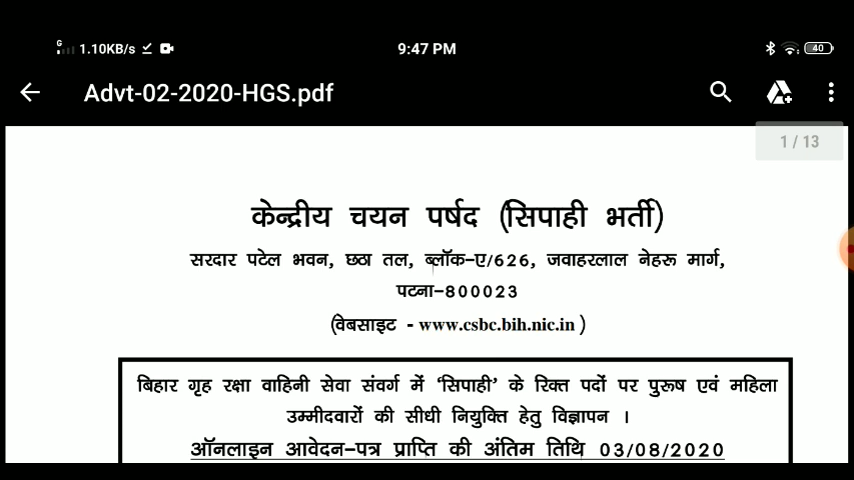 1.10KB/s
9:47 PM
40
Advt-02-2020-HGS.pdf
1 / 13
केन्द्रीय चयन पर्षद (सिपाही भर्ती)
सरदार पटेल भवन, छठा तल, ब्लॉक-ए/626, जवाहरलाल नेहरू मार्ग,
पटना-800023
(वेबसाइट - www.csbc.bih.nic.in )
बिहार गृह रक्षा वाहिनी सेवा संवर्ग में 'सिपाही' के रिक्त पदों पर पुरूष एवं महिला
उम्मीदवारों की सीधी नियुक्ति हेतु विज्ञापन ।
ऑनलाइन आवेदन-पत्र प्राप्ति की अंतिम तिथि 03/08/2020